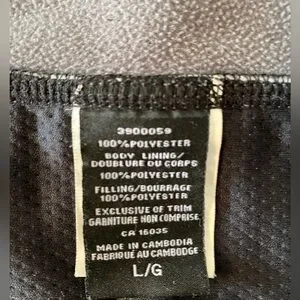 3900059
100%POLYESTER
BODY LINING/
DOUBLURE DU CORPS
100%POLYESTER
FILLING/BOURRAGE
100%POLYESTER
EXCLUSIVE OF TRIM
GARNITURE NON COMPRISE
CA 16035
MADE IN CAMBODIA
FABRIQUÉ AU CAMBODGE
L/G